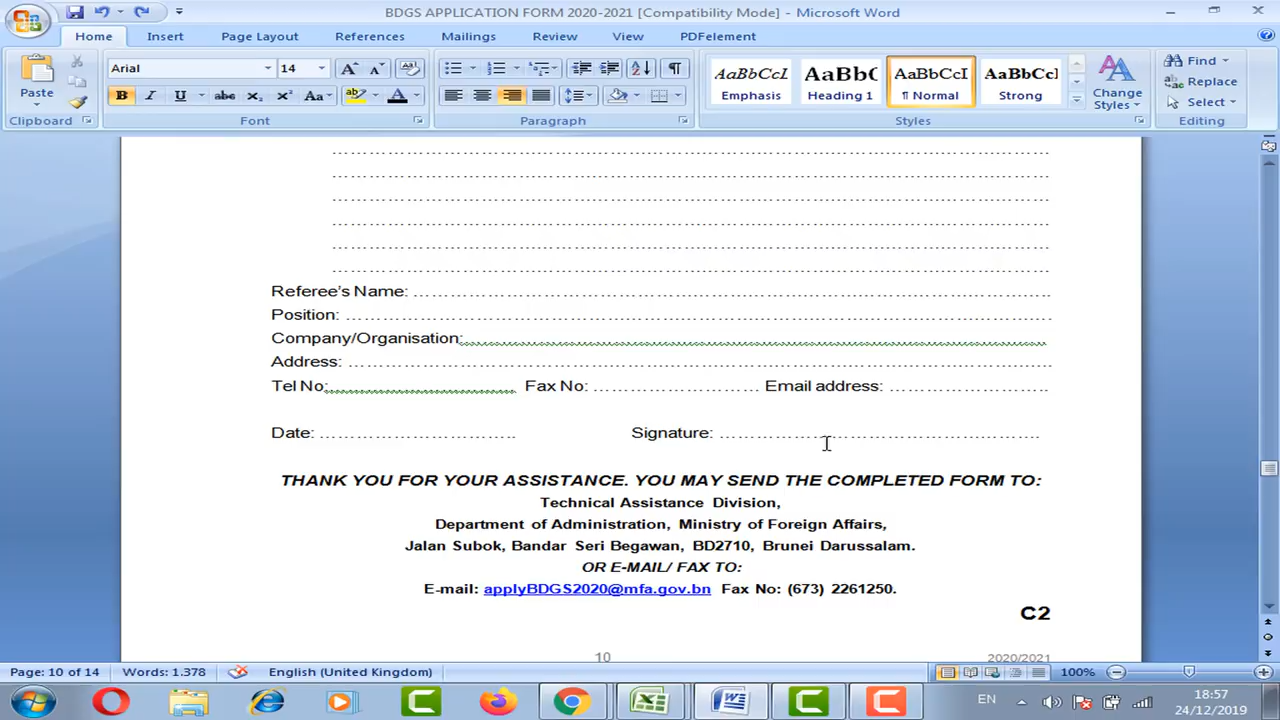 BDGS APPLICATION FORM 2020-2021 [Compatibility Mode] - Microsoft Word
Home Insert Page Layout References Mailings Review View PDFelement
Paste
Arial 14
B I U abc X₂ X² Aa ab A
AaBbCcI AaBbC AaBbCcI AaBbCcI
Emphasis Heading 1 ¶ Normal Strong
Change Styles
Find
Replace
Select
Clipboard Font Paragraph Styles Editing
Referee's Name: ……………………………………………………………………………..
Position: ……………………………………………………………………………………
Company/Organisation:……………………………………………………………………
Address: ……………………………………………………………………………………
Tel No:………………………… Fax No: ……………………… Email address: …………………….
Date: ………………………….. Signature: ……………………………………………….
THANK YOU FOR YOUR ASSISTANCE. YOU MAY SEND THE COMPLETED FORM TO:
Technical Assistance Division,
Department of Administration, Ministry of Foreign Affairs,
Jalan Subok, Bandar Seri Begawan, BD2710, Brunei Darussalam.
OR E-MAIL/ FAX TO:
E-mail: applyBDGS2020@mfa.gov.bn Fax No: (673) 2261250.
C2
10 2020/2021
Page: 10 of 14 Words: 1.378 English (United Kingdom) 100%
EN 18:57
24/12/2019